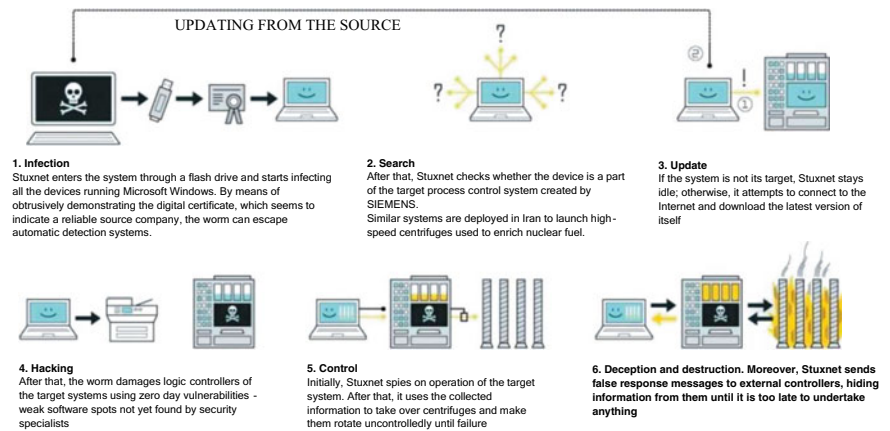 UPDATING FROM THE SOURCE
?
?
?
②
!
①
1. Infection
Stuxnet enters the system through a flash drive and starts infecting
all the devices running Microsoft Windows. By means of
obtrusively demonstrating the digital certificate, which seems to
indicate a reliable source company, the worm can escape
automatic detection systems.
2. Search
After that, Stuxnet checks whether the device is a part
of the target process control system created by
SIEMENS.
Similar systems are deployed in Iran to launch high-
speed centrifuges used to enrich nuclear fuel.
3. Update
If the system is not its target, Stuxnet stays
idle; otherwise, it attempts to connect to the
Internet and download the latest version of
itself
4. Hacking
After that, the worm damages logic controllers of
the target systems using zero day vulnerabilities -
weak software spots not yet found by security
specialists
5. Control
Initially, Stuxnet spies on operation of the target
system. After that, it uses the collected
information to take over centrifuges and make
them rotate uncontrolledly until failure
6. Deception and destruction. Moreover, Stuxnet sends
false response messages to external controllers, hiding
information from them until it is too late to undertake
anything